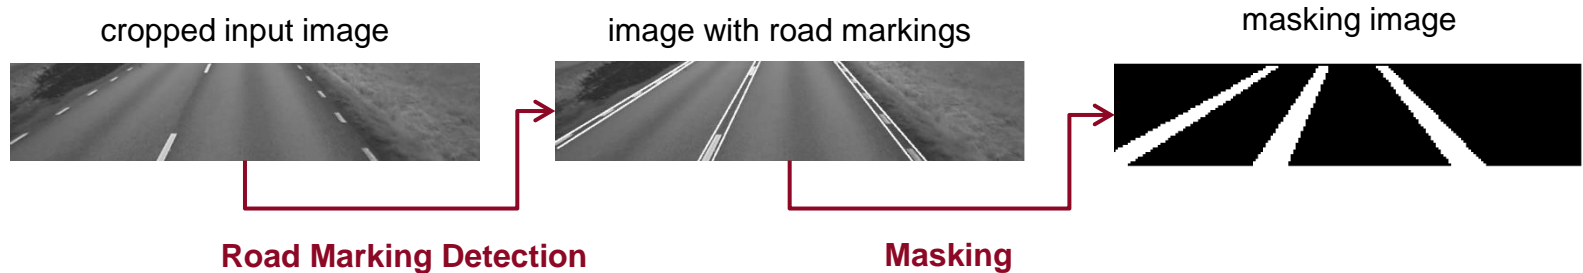 cropped input image
image with road markings
masking image
Road Marking Detection
Masking